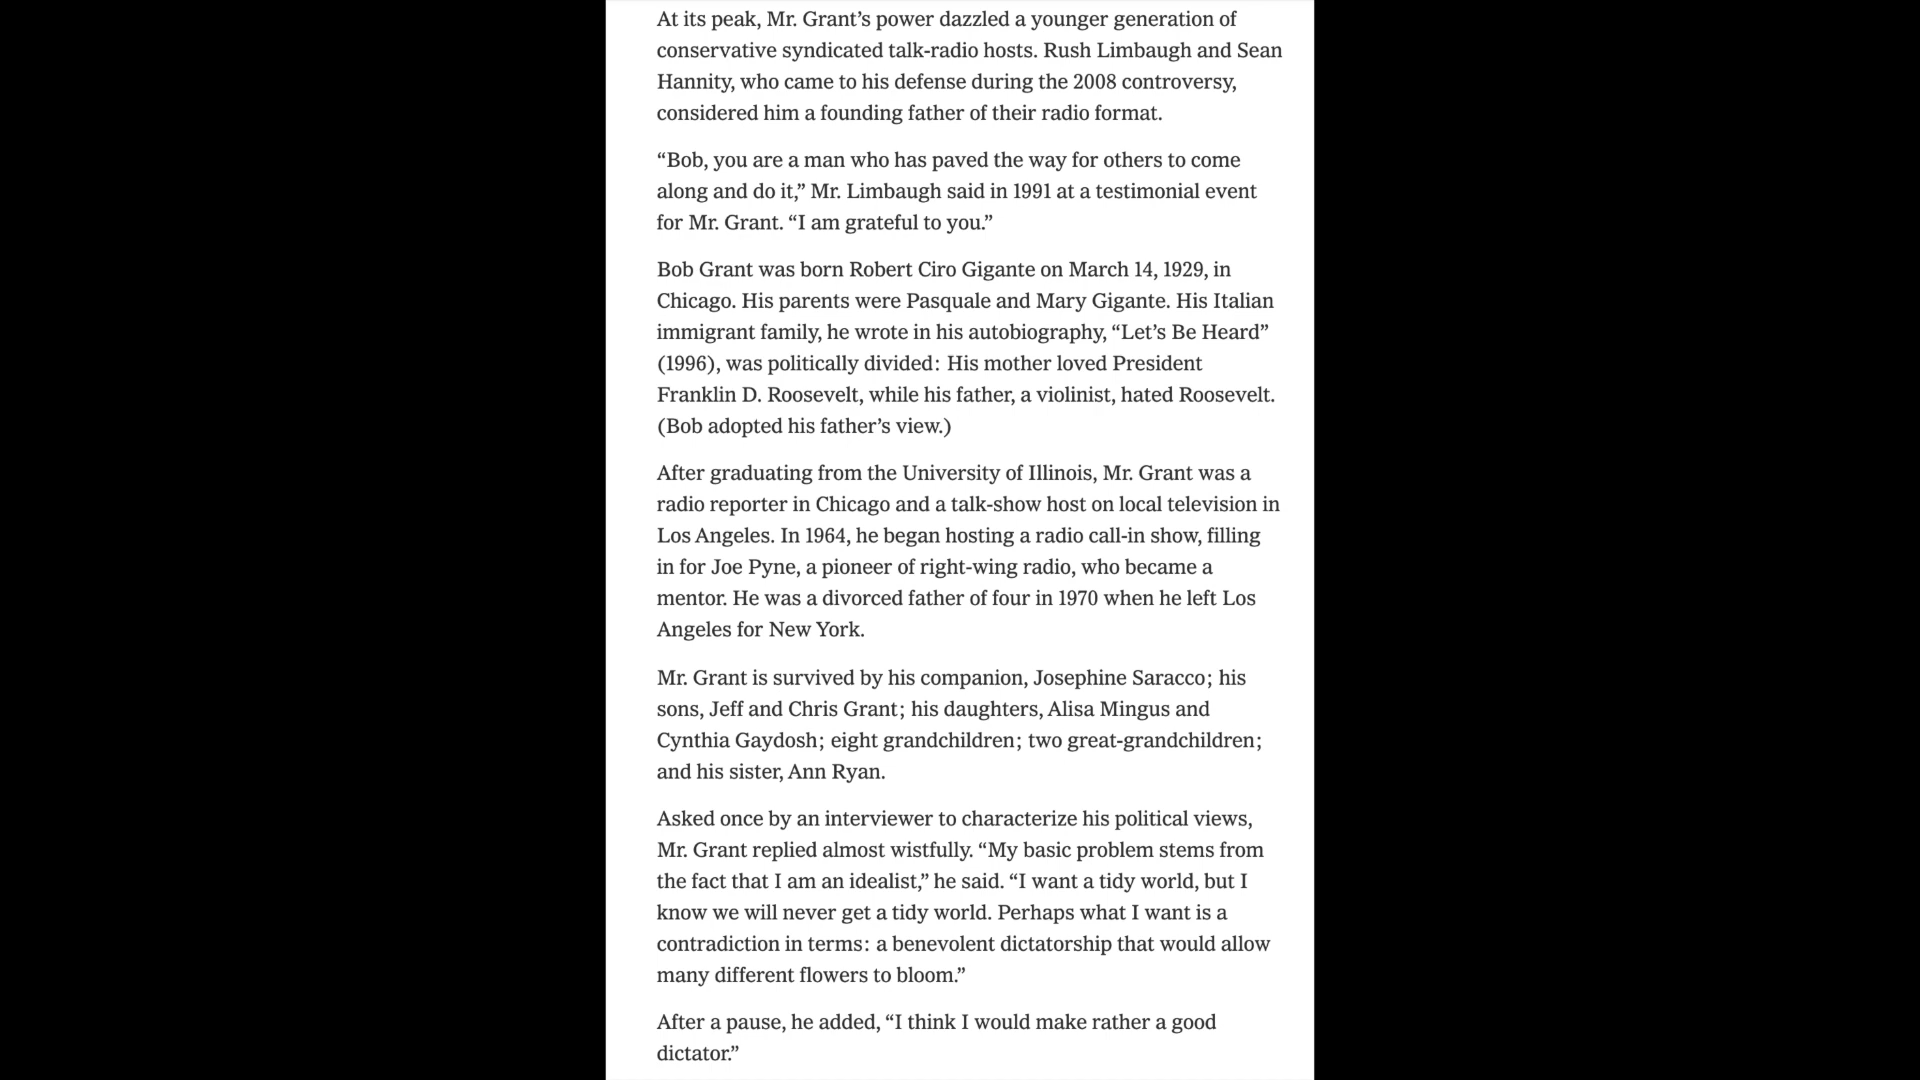 At its peak, Mr. Grant’s power dazzled a younger generation of
conservative syndicated talk-radio hosts. Rush Limbaugh and Sean
Hannity, who came to his defense during the 2008 controversy,
considered him a founding father of their radio format.
“Bob, you are a man who has paved the way for others to come
along and do it,” Mr. Limbaugh said in 1991 at a testimonial event
for Mr. Grant. “I am grateful to you.”
Bob Grant was born Robert Ciro Gigante on March 14, 1929, in
Chicago. His parents were Pasquale and Mary Gigante. His Italian
immigrant family, he wrote in his autobiography, “Let’s Be Heard”
(1996), was politically divided: His mother loved President
Franklin D. Roosevelt, while his father, a violinist, hated Roosevelt.
(Bob adopted his father’s view.)
After graduating from the University of Illinois, Mr. Grant was a
radio reporter in Chicago and a talk-show host on local television in
Los Angeles. In 1964, he began hosting a radio call-in show, filling
in for Joe Pyne, a pioneer of right-wing radio, who became a
mentor. He was a divorced father of four in 1970 when he left Los
Angeles for New York.
Mr. Grant is survived by his companion, Josephine Saracco; his
sons, Jeff and Chris Grant; his daughters, Alisa Mingus and
Cynthia Gaydosh; eight grandchildren; two great-grandchildren;
and his sister, Ann Ryan.
Asked once by an interviewer to characterize his political views,
Mr. Grant replied almost wistfully. “My basic problem stems from
the fact that I am an idealist,” he said. “I want a tidy world, but I
know we will never get a tidy world. Perhaps what I want is a
contradiction in terms: a benevolent dictatorship that would allow
many different flowers to bloom.”
After a pause, he added, “I think I would make rather a good
dictator.”